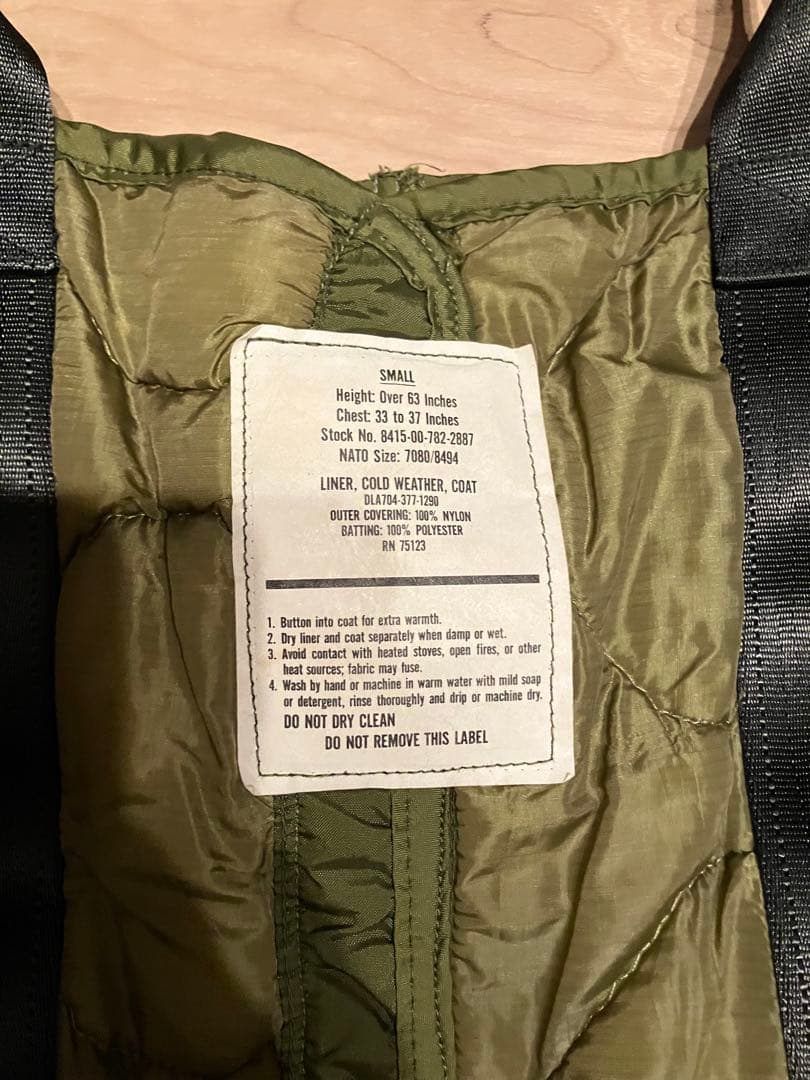 SMALL
Height: Over 63 Inches
Chest: 33 to 37 Inches
Stock No. 8415-00-782-2887
NATO Size: 7080/8494
LINER, COLD WEATHER, COAT
DLA704-377-1290
OUTER COVERING: 100% NYLON
BATTING: 100% POLYESTER
RN 75123
1. Button into coat for extra warmth.
2. Dry liner and coat separately when damp or wet.
3. Avoid contact with heated stoves, open fires, or other
heat sources; fabric may fuse.
4. Wash by hand or machine in warm water with mild soap
or detergent, rinse thoroughly and drip or machine dry.
DO NOT DRY CLEAN
DO NOT REMOVE THIS LABEL